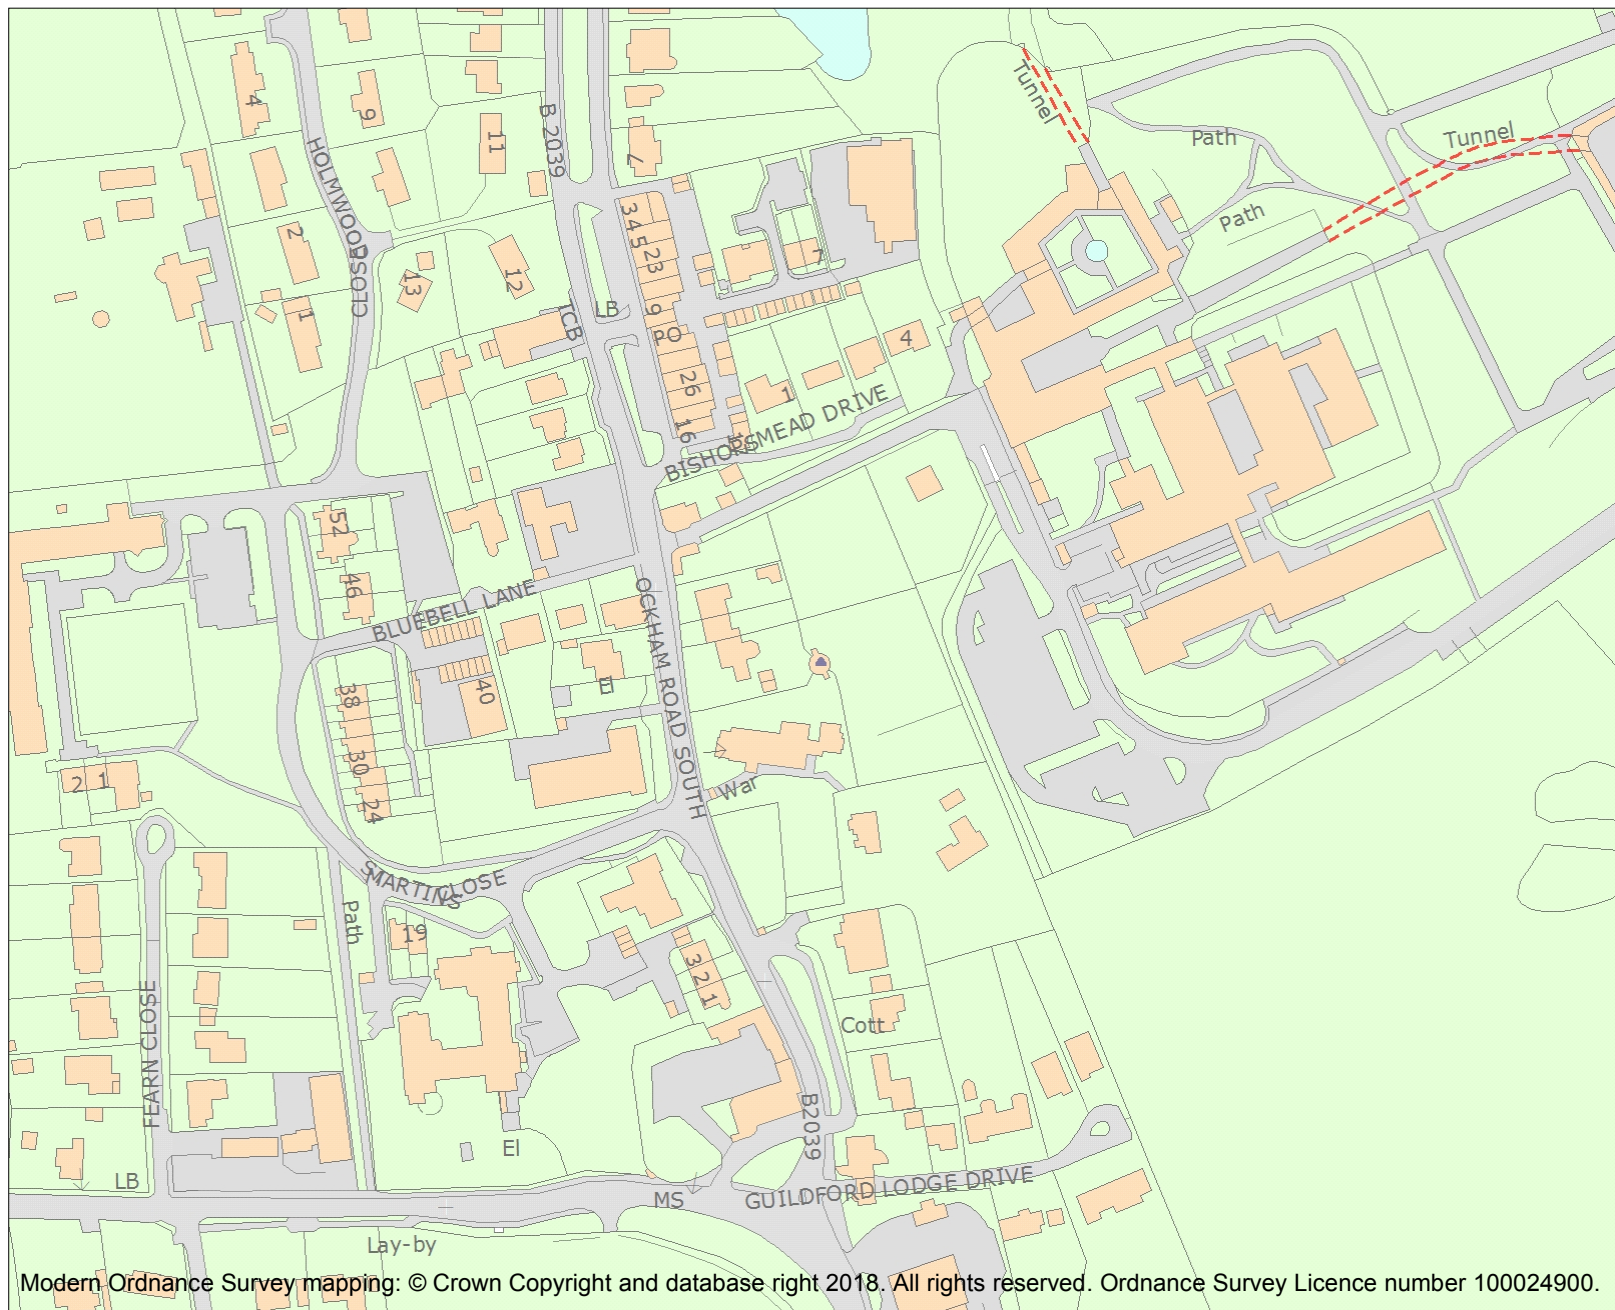 Tunnel
4
9
B 2039
11
HOLMWOOD
CLOSE
7
Path
Tunnel
Path
3
4
5
23
2
13
12
7
1
TCB
LB
9
PO
4
26
1
16
15
BISHOPSMEAD DRIVE
52
46
BLUEBELL LANE
OCKHAM ROAD SOUTH
El
38
40
30
2 1
24
War
SMARTINS CLOSE
Path
19
3 2 1
FEARN CLOSE
Cott
B2039
El
LB
MS
GUILDFORD LODGE DRIVE
Lay-by
Modern Ordnance Survey mapping: © Crown Copyright and database right 2018. All rights reserved. Ordnance Survey Licence number 100024900.